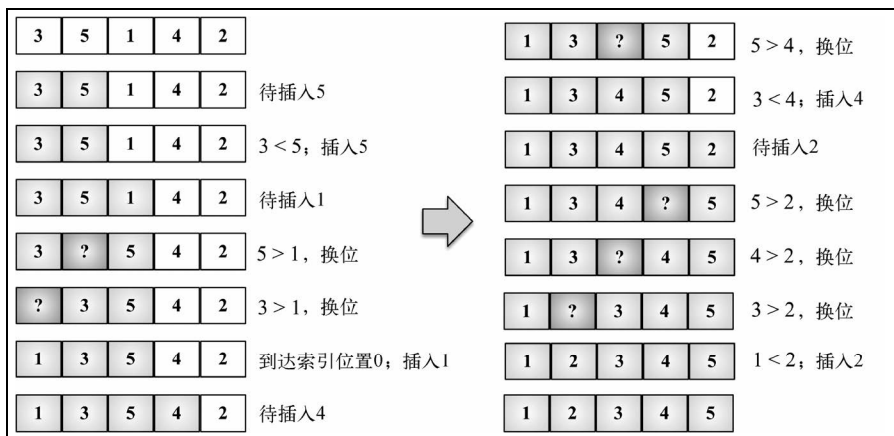 3 5 1 4 2
3 5 1 4 2 待插入5
3 5 1 4 2 3 < 5；插入5
3 5 1 4 2 待插入1
3 ? 5 4 2 5 > 1，换位
? 3 5 4 2 3 > 1，换位
1 3 5 4 2 到达索引位置0；插入1
1 3 5 4 2 待插入4
1 3 ? 5 2 5 > 4，换位
1 3 4 5 2 3 < 4；插入4
1 3 4 5 2 待插入2
1 3 4 ? 5 5 > 2，换位
1 3 ? 4 5 4 > 2，换位
1 ? 3 4 5 3 > 2，换位
1 2 3 4 5 1 < 2；插入2
1 2 3 4 5